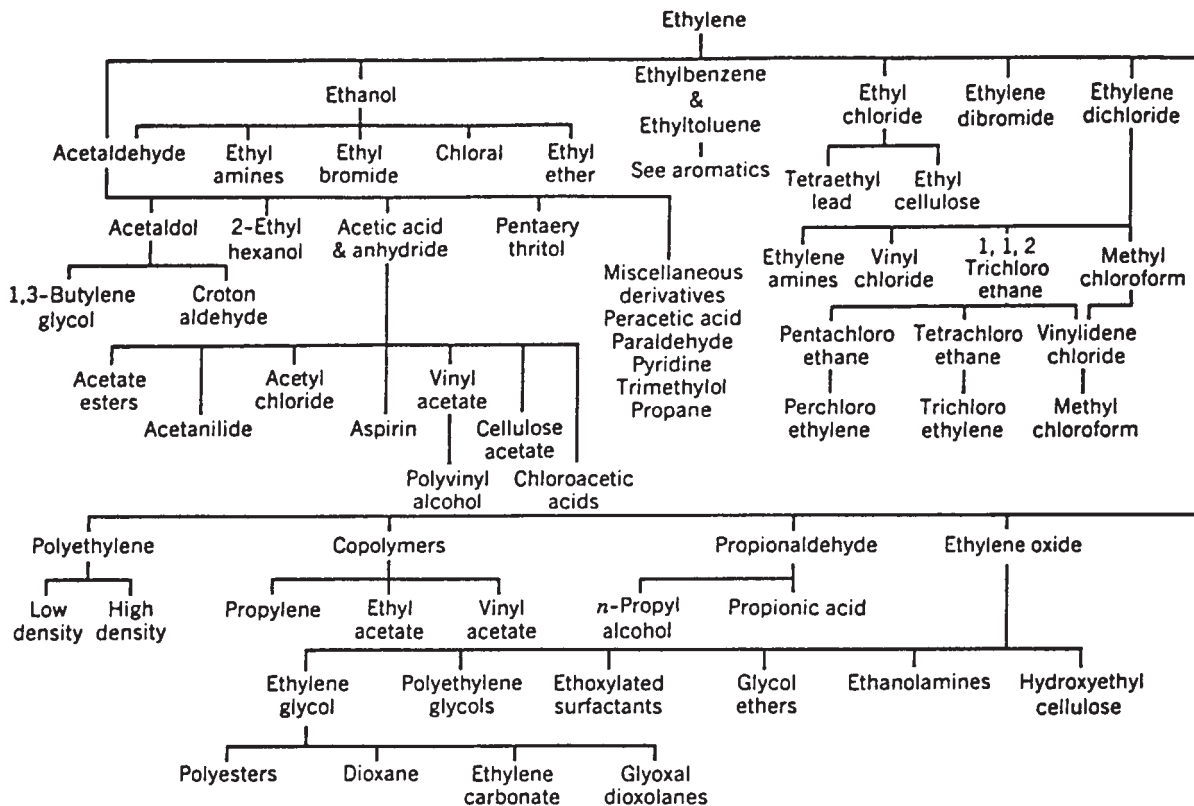 Ethylene
Ethanol
Ethylbenzene
&
Ethyltoluene
See aromatics
Ethyl
chloride
Ethylene
dibromide
Ethylene
dichloride
Acetaldehyde
Ethyl
amines
Ethyl
bromide
Chloral
Ethyl
ether
Tetraethyl
lead
Ethyl
cellulose
Acetaldol
2-Ethyl
hexanol
Acetic acid
& anhydride
Pentaery
thritol
Miscellaneous
derivatives
Peracetic acid
Paraldehyde
Pyridine
Trimethylol
Propane
Ethylene
amines
Vinyl
chloride
1, 1, 2
Trichloro
ethane
Methyl
chloroform
1,3-Butylene
glycol
Croton
aldehyde
Pentachloro
ethane
Tetrachloro
ethane
Vinylidene
chloride
Acetate
esters
Acetanilide
Acetyl
chloride
Aspirin
Vinyl
acetate
Cellulose
acetate
Perchloro
ethylene
Trichloro
ethylene
Methyl
chloroform
Polyvinyl
alcohol
Chloroacetic
acids
Polyethylene
Copolymers
Propionaldehyde
Ethylene oxide
Low
density
High
density
Propylene
Ethyl
acetate
Vinyl
acetate
n-Propyl
alcohol
Propionic acid
Ethylene
glycol
Polyethylene
glycols
Ethoxylated
surfactants
Glycol
ethers
Ethanolamines
Hydroxyethyl
cellulose
Polyesters
Dioxane
Ethylene
carbonate
Glyoxal
dioxolanes